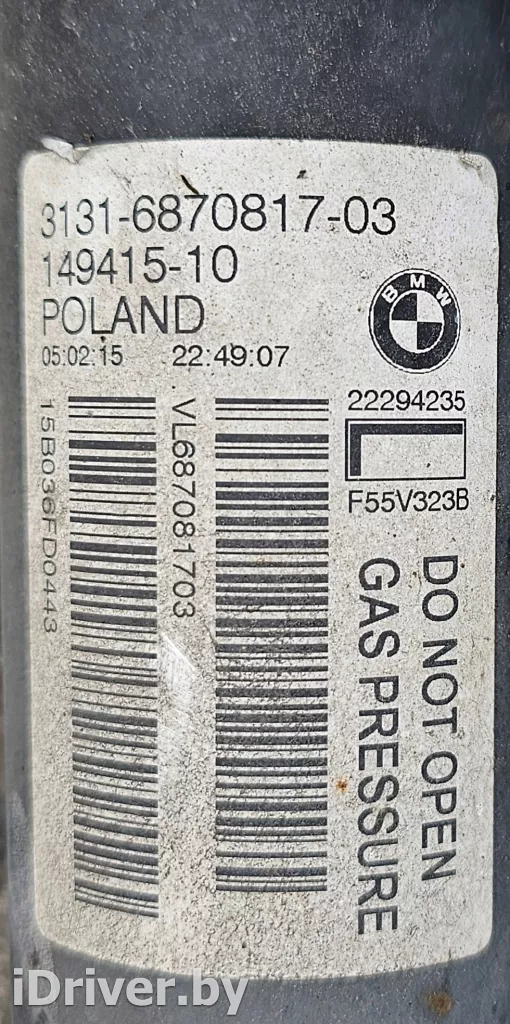 3131-6870817-03
149415-10
POLAND
05:02:15 22:49:07
BMW
22294235
L
F55V323B
15B036FD0443
VL687081703
DO NOT OPEN
GAS PRESSURE
iDriver.by